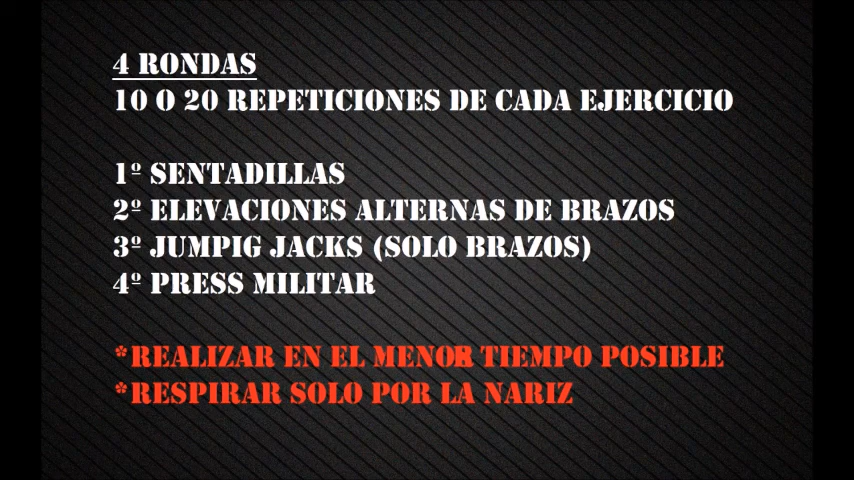 4 RONDAS
10 O 20 REPETICIONES DE CADA EJERCICIO
1º SENTADILLAS
2º ELEVACIONES ALTERNAS DE BRAZOS
3º JUMPIG JACKS (SOLO BRAZOS)
4º PRESS MILITAR
*REALIZAR EN EL MENOR TIEMPO POSIBLE
*RESPIRAR SOLO POR LA NARIZ